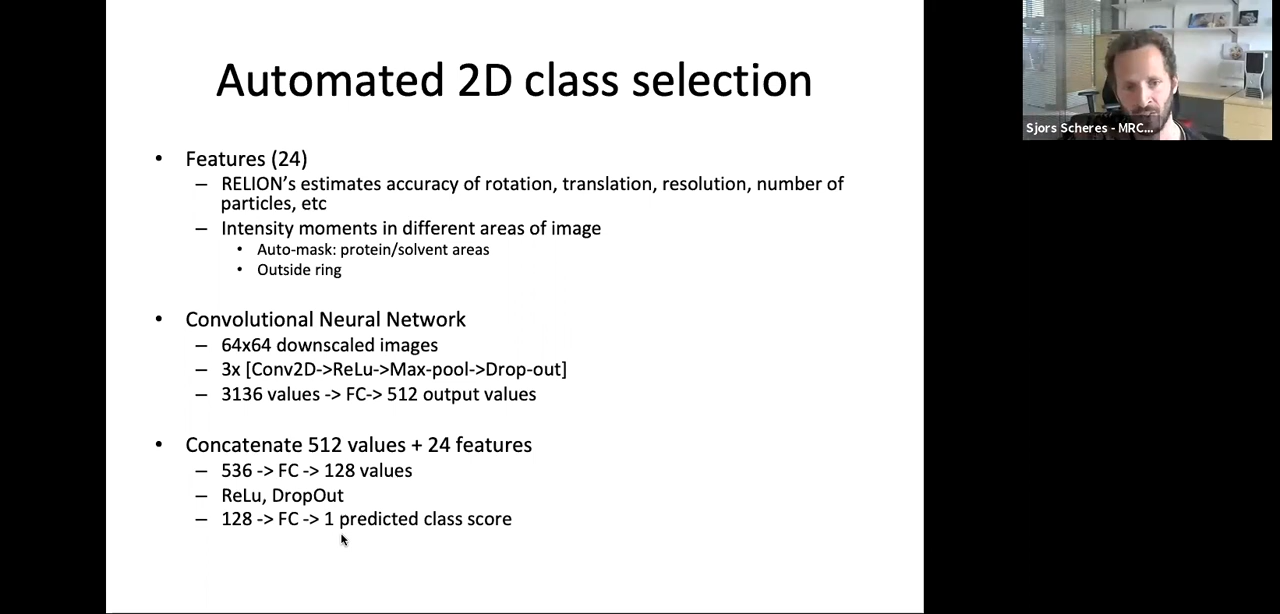 Automated 2D class selection
• Features (24)
– RELION’s estimates accuracy of rotation, translation, resolution, number of
particles, etc
– Intensity moments in different areas of image
• Auto-mask: protein/solvent areas
• Outside ring
• Convolutional Neural Network
– 64x64 downscaled images
– 3x [Conv2D->ReLu->Max-pool->Drop-out]
– 3136 values -> FC-> 512 output values
• Concatenate 512 values + 24 features
– 536 -> FC -> 128 values
– ReLu, DropOut
– 128 -> FC -> 1 predicted class score
Sjors Scheres - MRC...